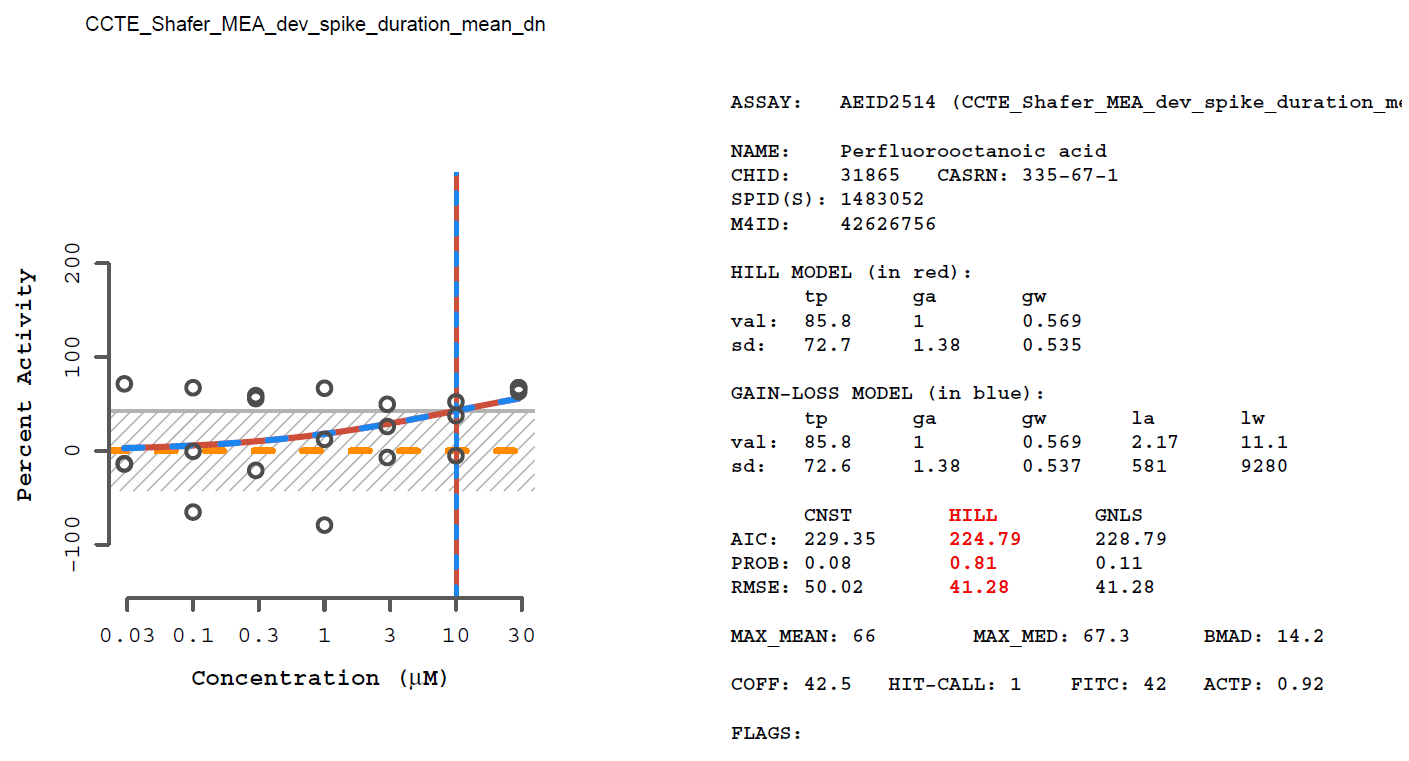 CCTE_Shafer_MEA_dev_spike_duration_mean_dn
ASSAY: AEID2514 (CCTE_Shafer_MEA_dev_spike_duration_me
NAME: Perfluorooctanoic acid
CHID: 31865 CASRN: 335-67-1
SPID(S): 1483052
M4ID: 42626756
HILL MODEL (in red):
tp ga gw
val: 85.8 1 0.569
sd: 72.7 1.38 0.535
GAIN-LOSS MODEL (in blue):
tp ga gw la lw
val: 85.8 1 0.569 2.17 11.1
sd: 72.6 1.38 0.537 581 9280
CNST HILL GNLS
AIC: 229.35 224.79 228.79
PROB: 0.08 0.81 0.11
RMSE: 50.02 41.28 41.28
MAX_MEAN: 66 MAX_MED: 67.3 BMAD: 14.2
COFF: 42.5 HIT-CALL: 1 FITC: 42 ACTP: 0.92
FLAGS:
Percent Activity
200
100
0
-100
0.03 0.1 0.3 1 3 10 30
Concentration (μM)